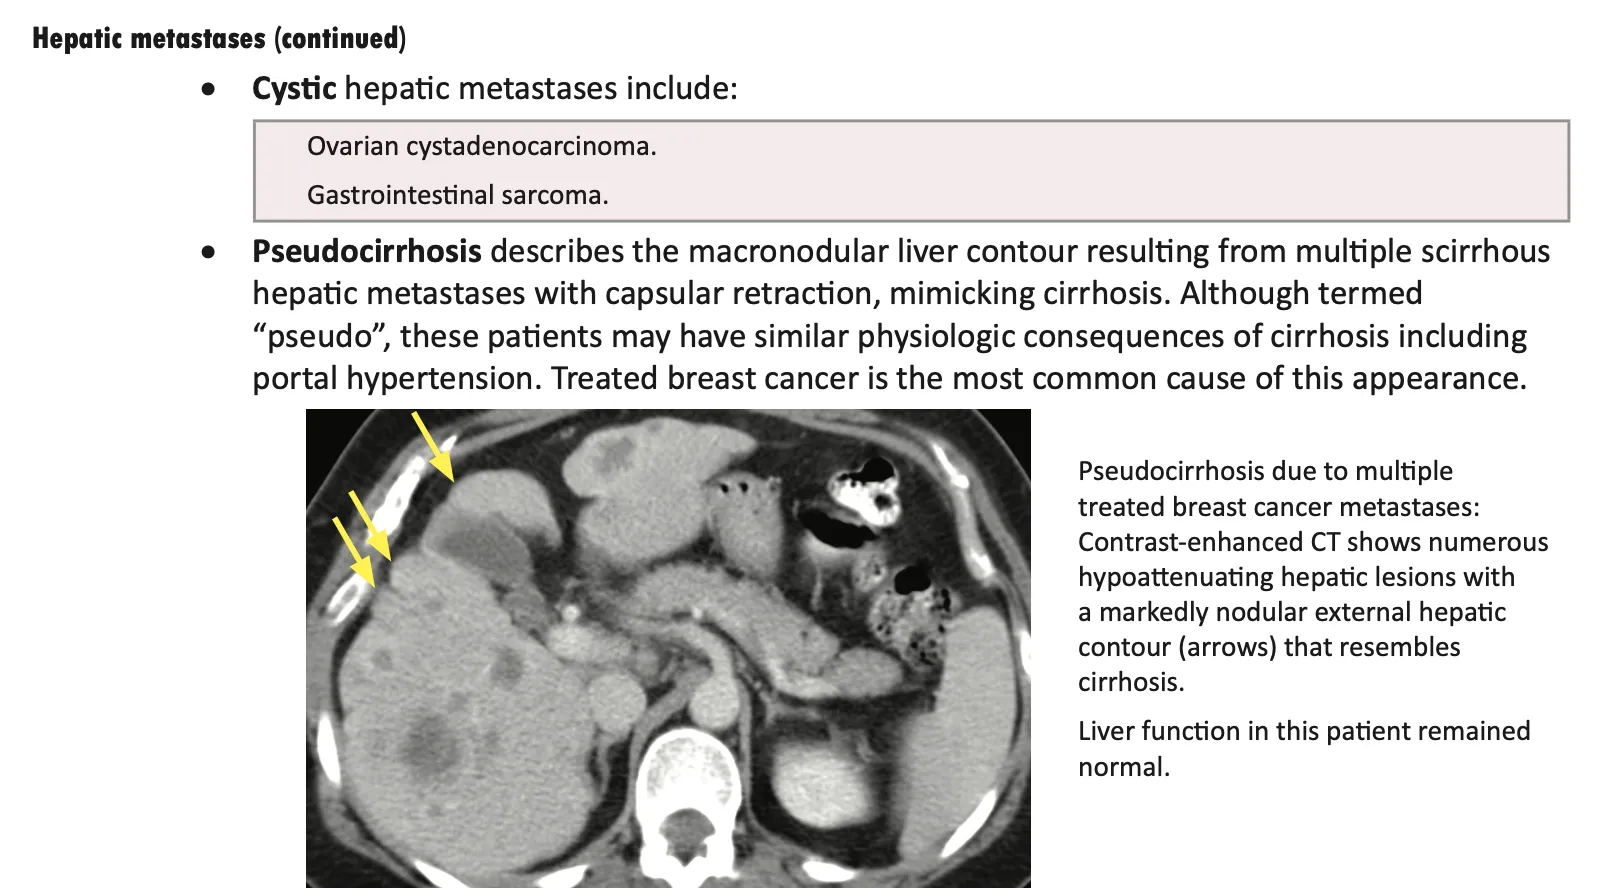 Hepatic metastases (continued)
• Cystic hepatic metastases include:
Ovarian cystadenocarcinoma.
Gastrointestinal sarcoma.
• Pseudocirrhosis describes the macronodular liver contour resulting from multiple scirrhous
hepatic metastases with capsular retraction, mimicking cirrhosis. Although termed
“pseudo”, these patients may have similar physiologic consequences of cirrhosis including
portal hypertension. Treated breast cancer is the most common cause of this appearance.
Pseudocirrhosis due to multiple
treated breast cancer metastases:
Contrast-enhanced CT shows numerous
hypoattenuating hepatic lesions with
a markedly nodular external hepatic
contour (arrows) that resembles
cirrhosis.
Liver function in this patient remained
normal.